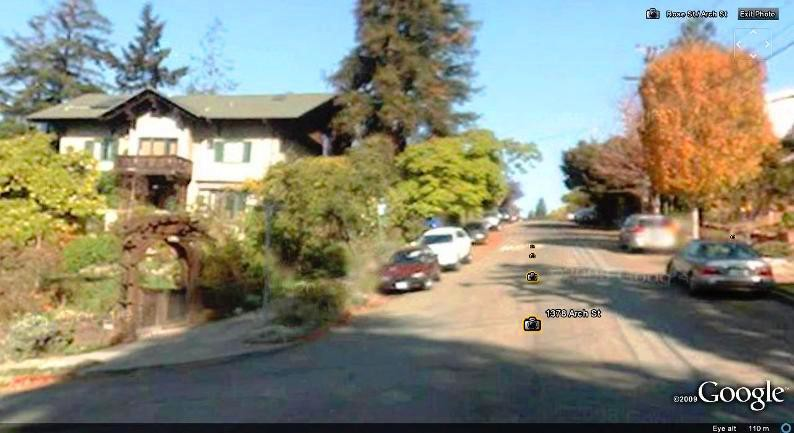 Rose St / Arch St Exit Photo
1378 Arch St
©2009 Google
Eye alt 110 m